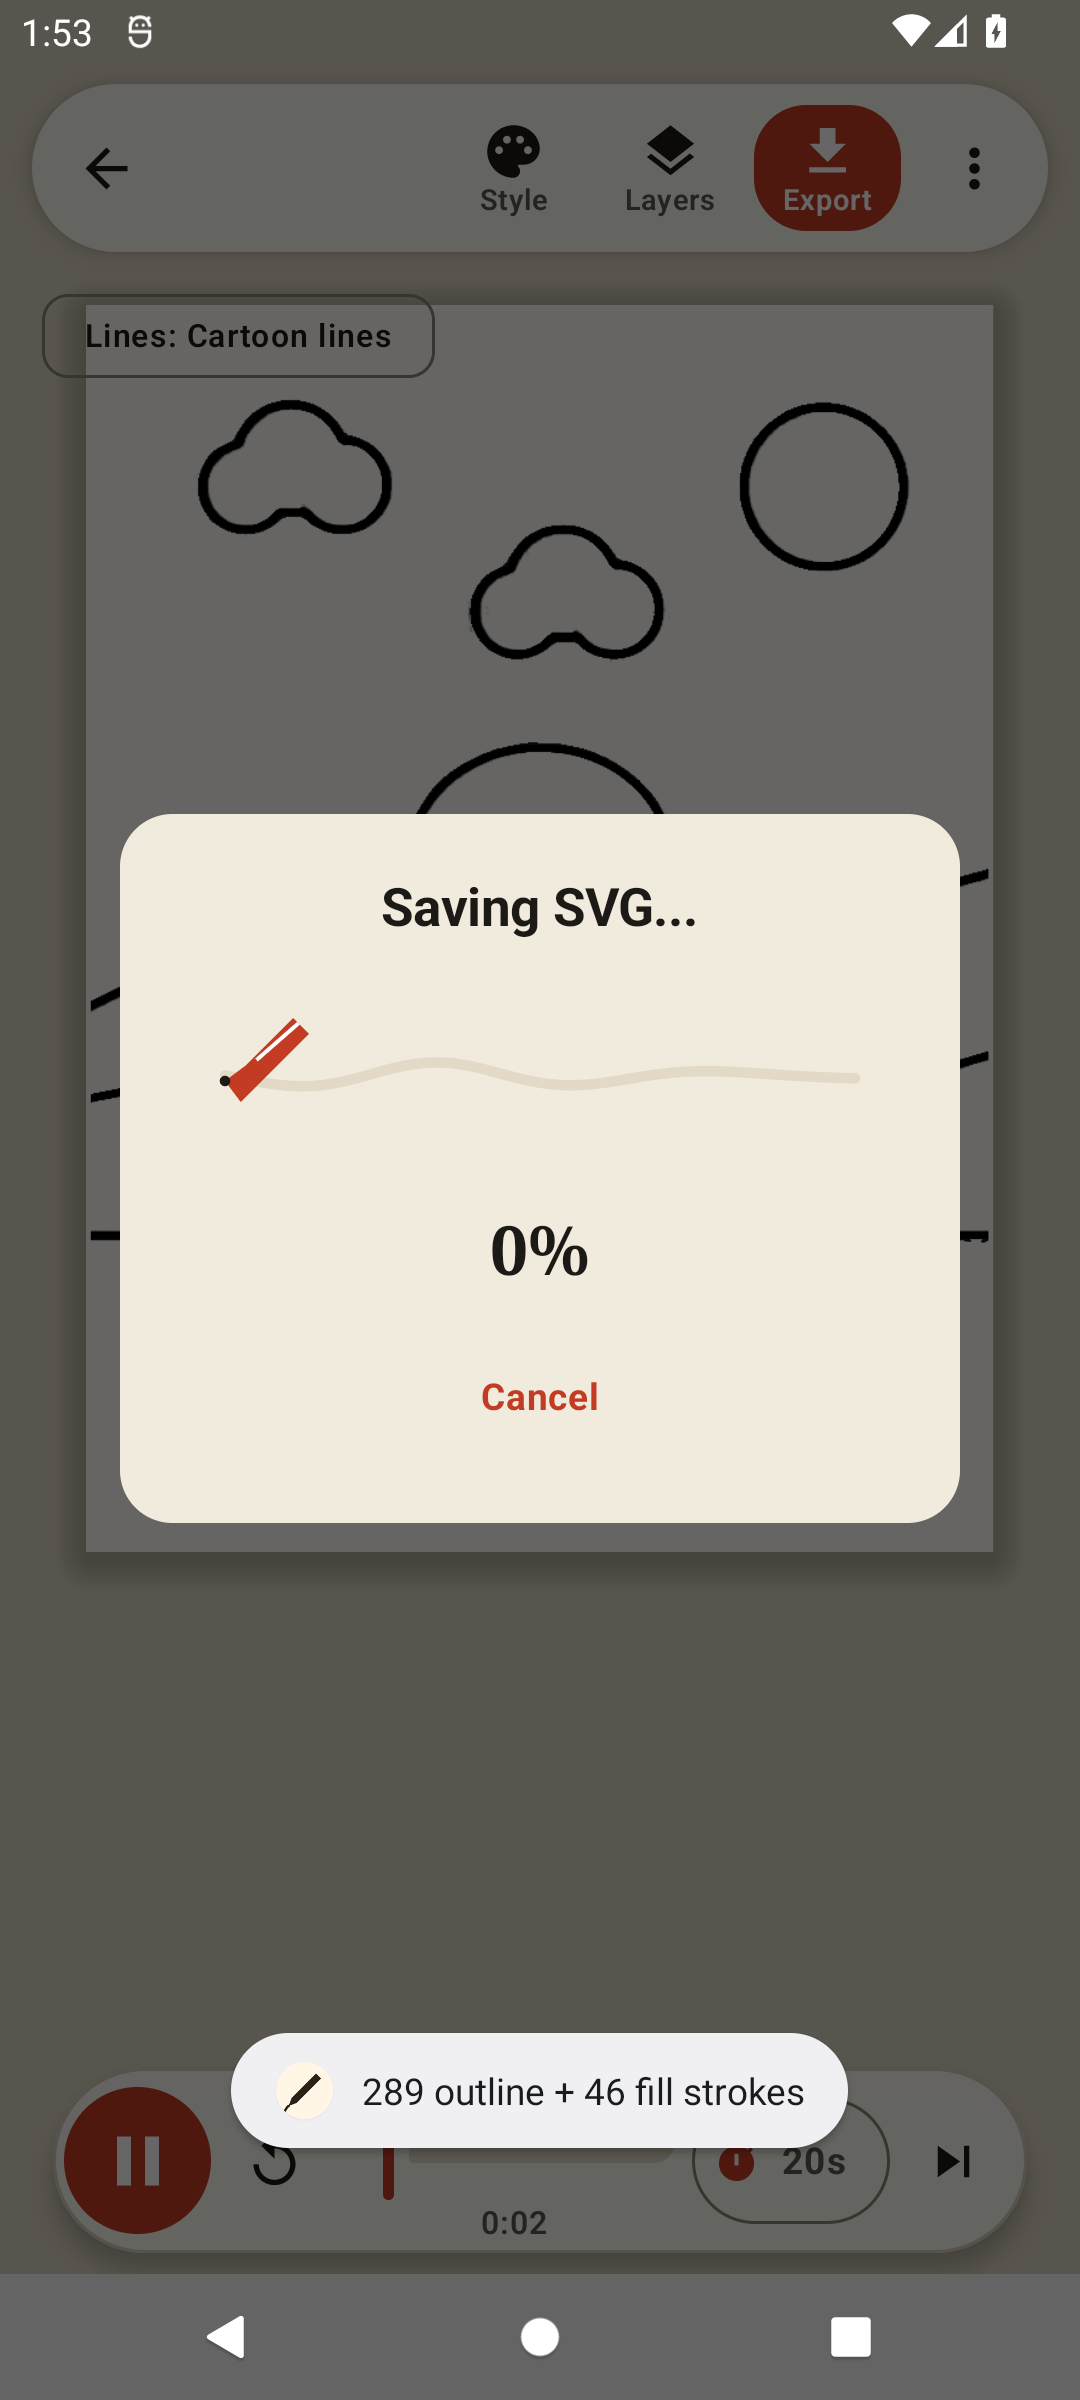 1:53
Style
Layers
Export
Lines: Cartoon lines
Saving SVG...
0%
Cancel
289 outline + 46 fill strokes
20s
0:02